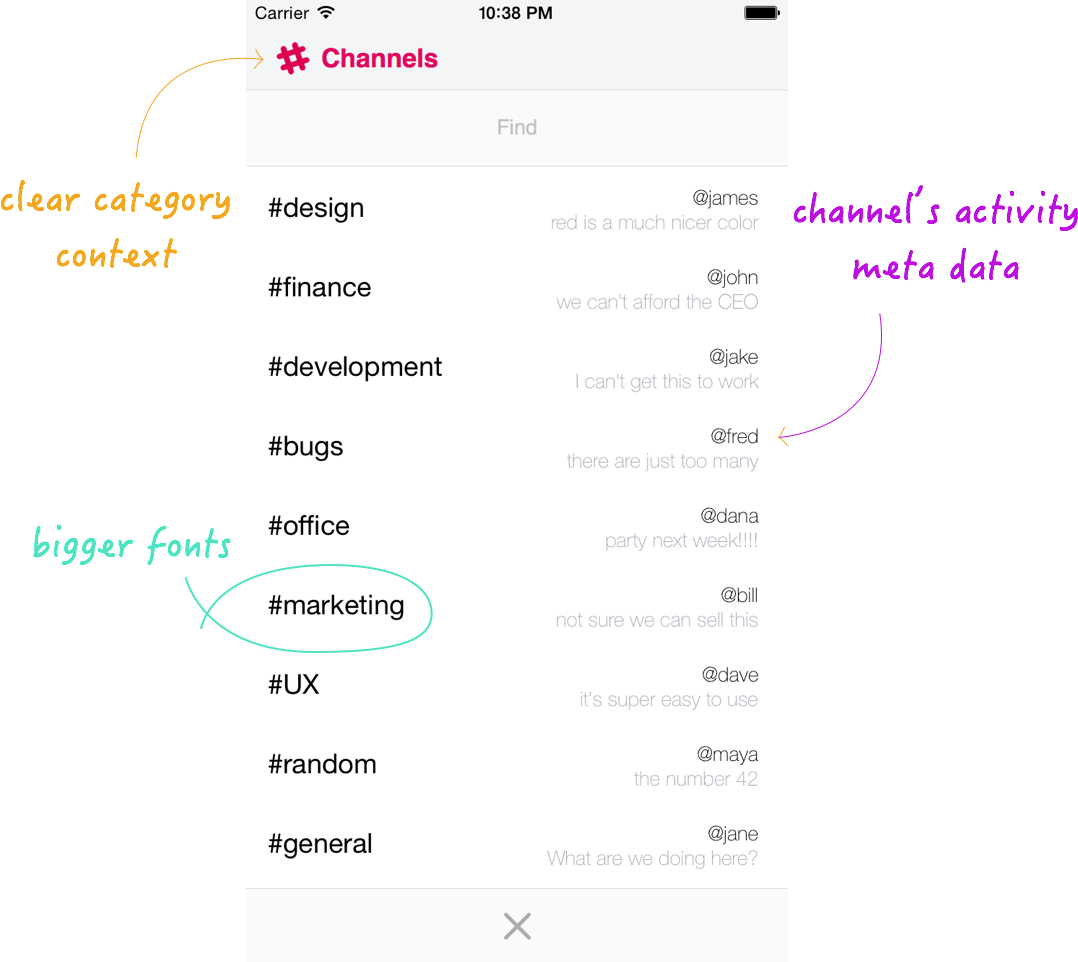 Carrier 10:38 PM
# Channels
Find
clear category
context
#design
@james
red is a much nicer color
channel's activity
meta data
#finance
@john
we can't afford the CEO
#development
@jake
I can't get this to work
#bugs
@fred
there are just too many
bigger fonts
#office
@dana
party next week!!!!
#marketing
@bill
not sure we can sell this
#UX
@dave
it's super easy to use
#random
@maya
the number 42
#general
@jane
What are we doing here?